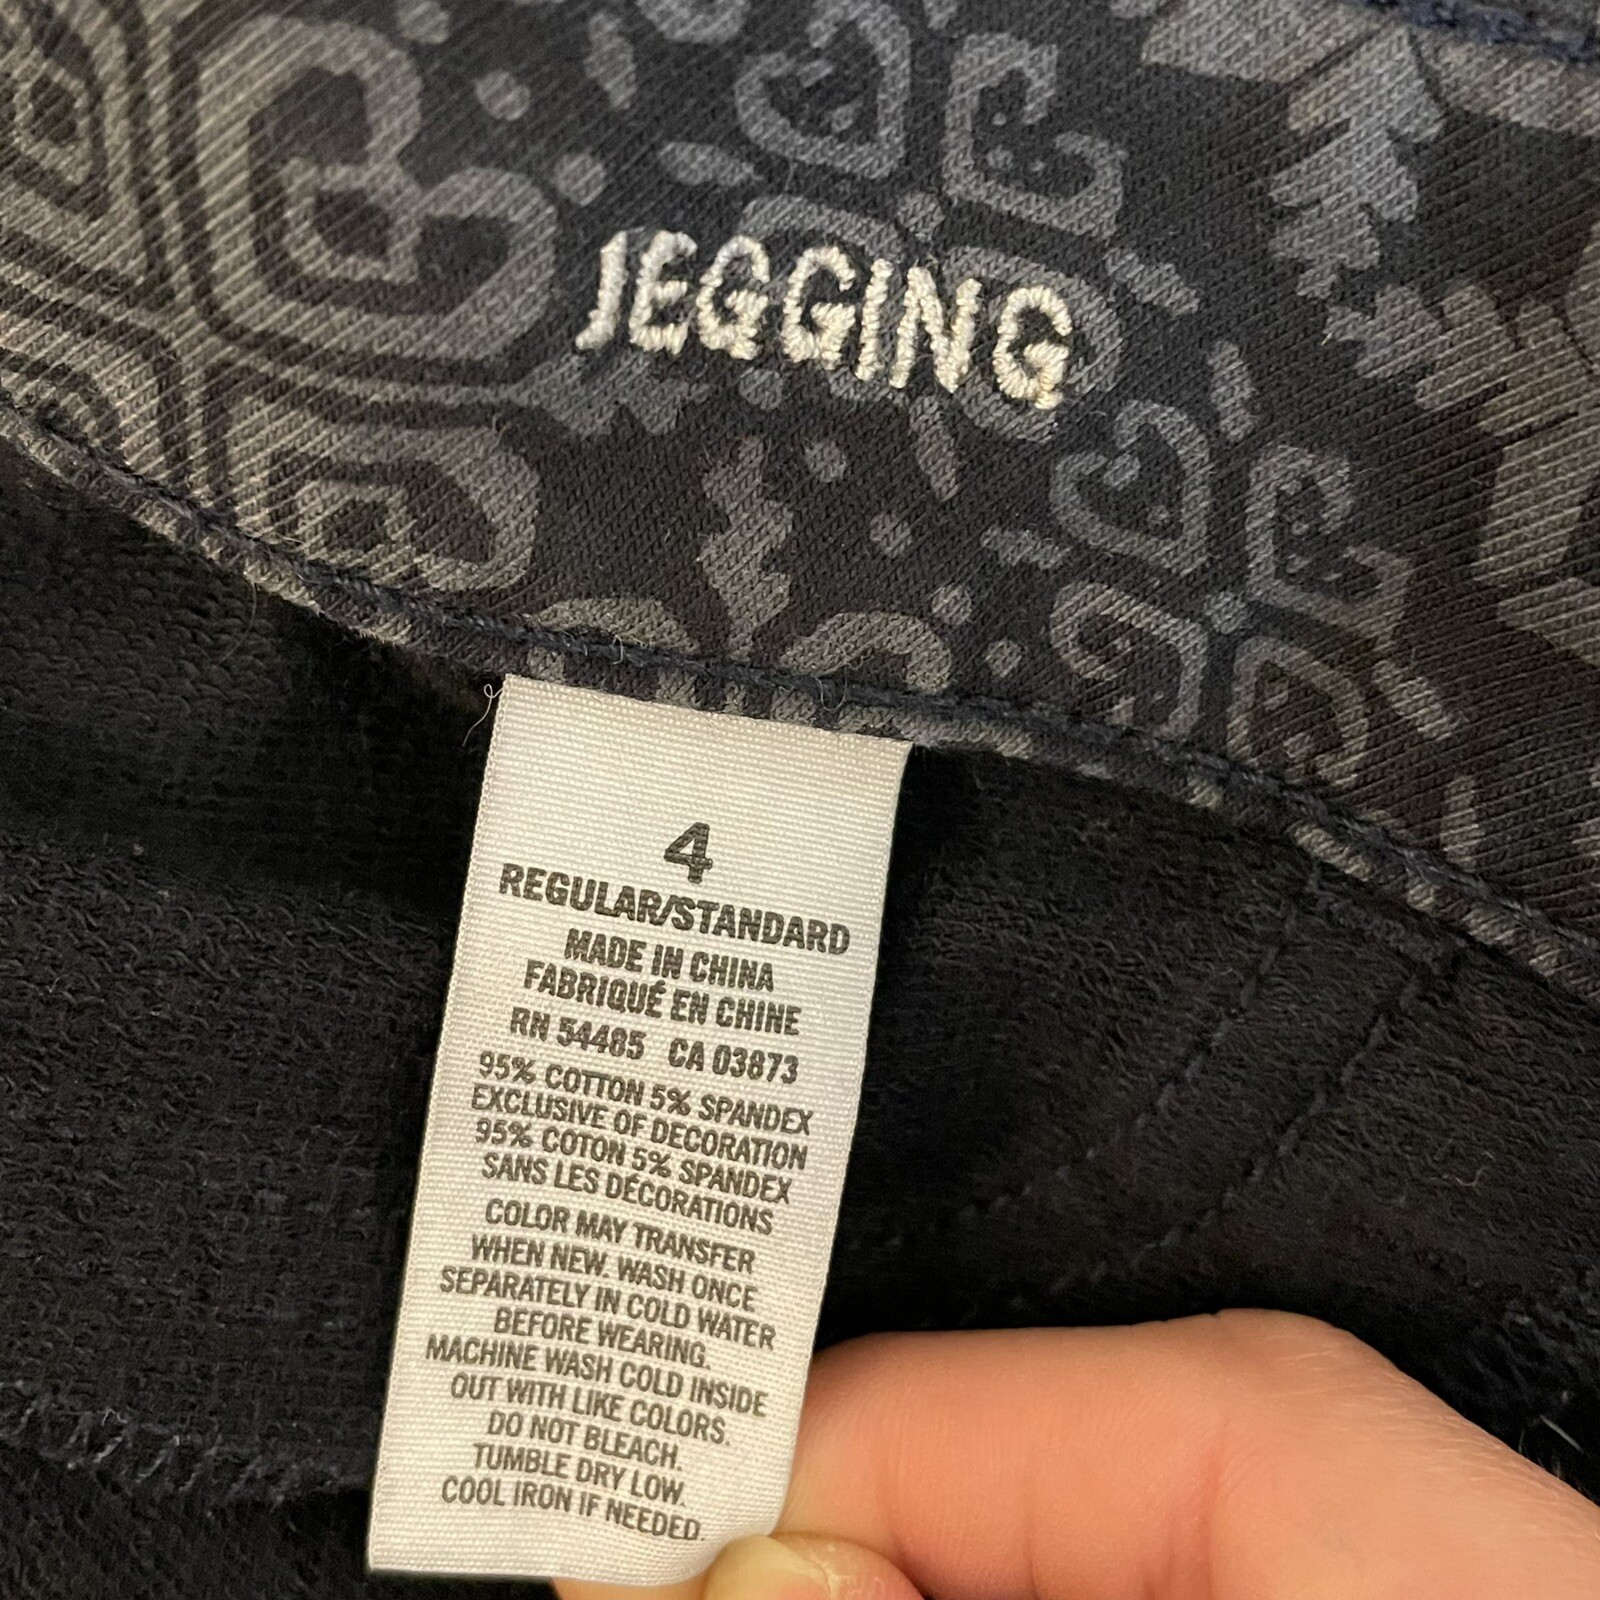 JEGGING
4
REGULAR/STANDARD
MADE IN CHINA
FABRIQUÉ EN CHINE
RN 54485 CA 03873
95% COTTON 5% SPANDEX
EXCLUSIVE OF DECORATION
95% COTON 5% SPANDEX
SANS LES DÉCORATIONS
COLOR MAY TRANSFER
WHEN NEW. WASH ONCE
SEPARATELY IN COLD WATER
BEFORE WEARING.
MACHINE WASH COLD INSIDE
OUT WITH LIKE COLORS.
DO NOT BLEACH.
TUMBLE DRY LOW.
COOL IRON IF NEEDED.